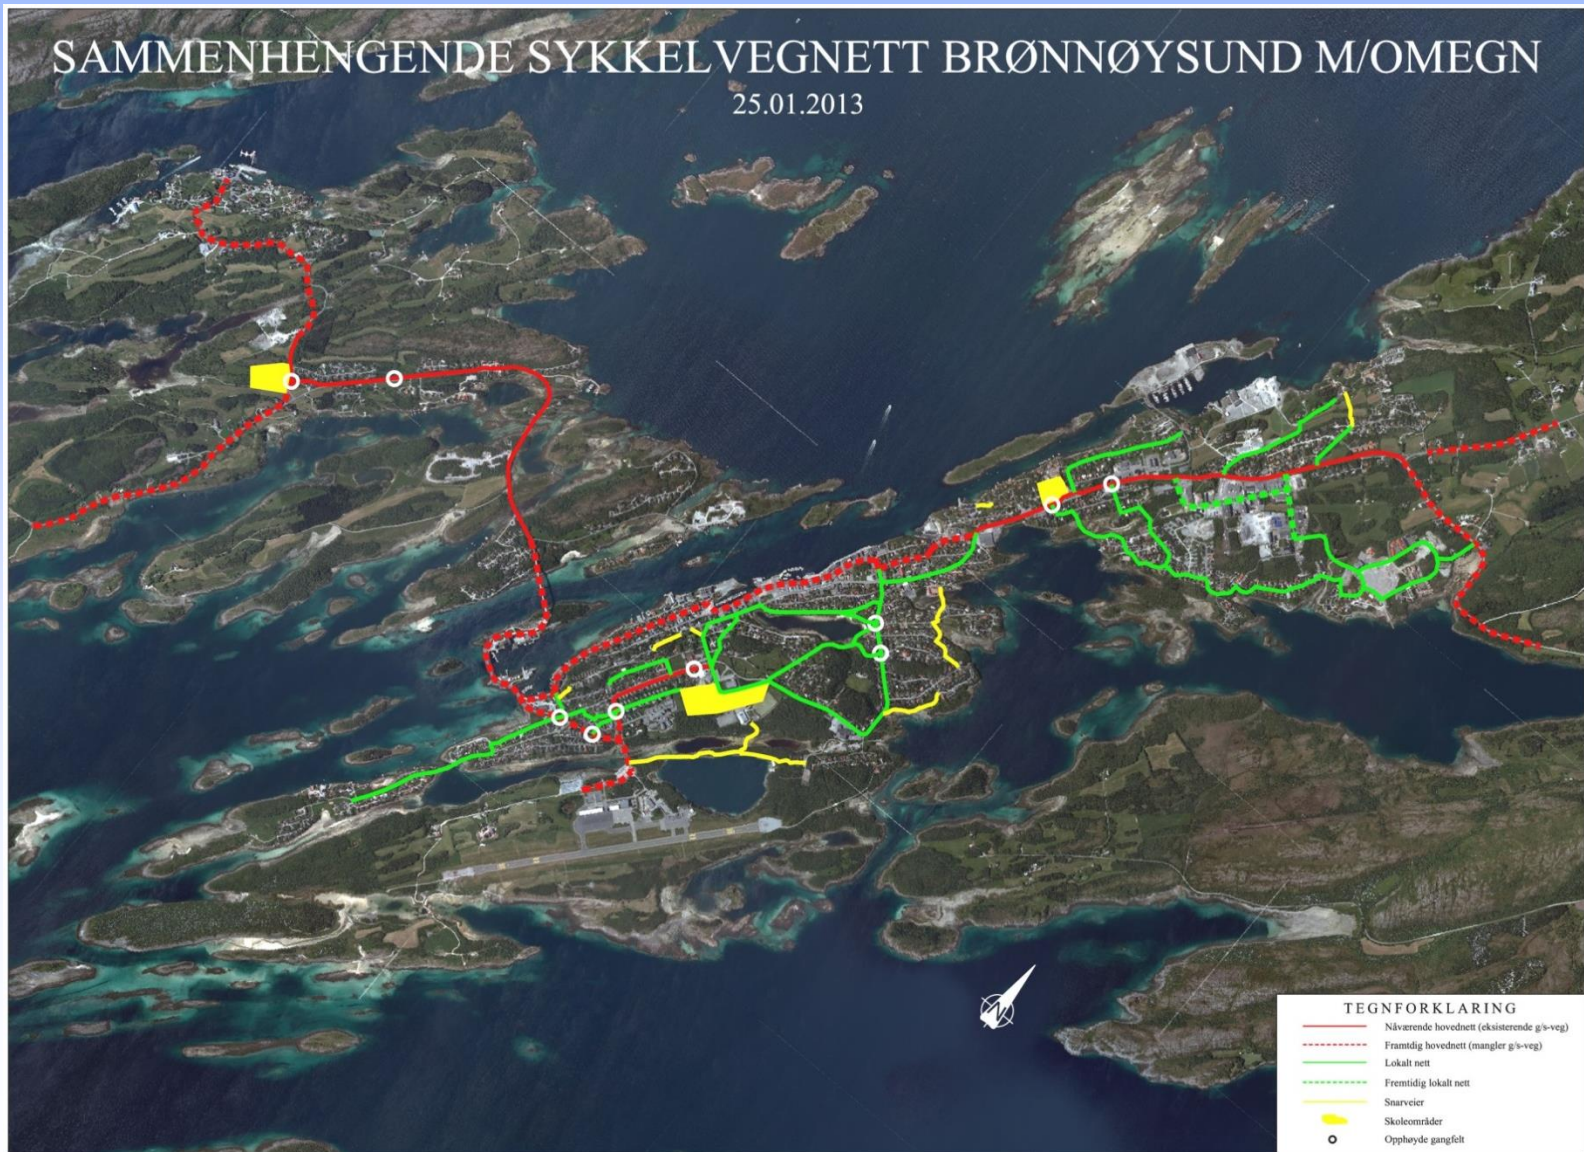 SAMMENHENGENDE SYKKELVEGNETT BRØNNØYSUND M/OMEGN
25.01.2013
TEGNFORKLARING
Nåværende hovednett (eksisterende g/s-veg)
Framtdig hovednett (mangler g/s-veg)
Lokalt nett
Fremtidig lokalt nett
Snarveier
Skoleområder
Opphøyde gangfelt